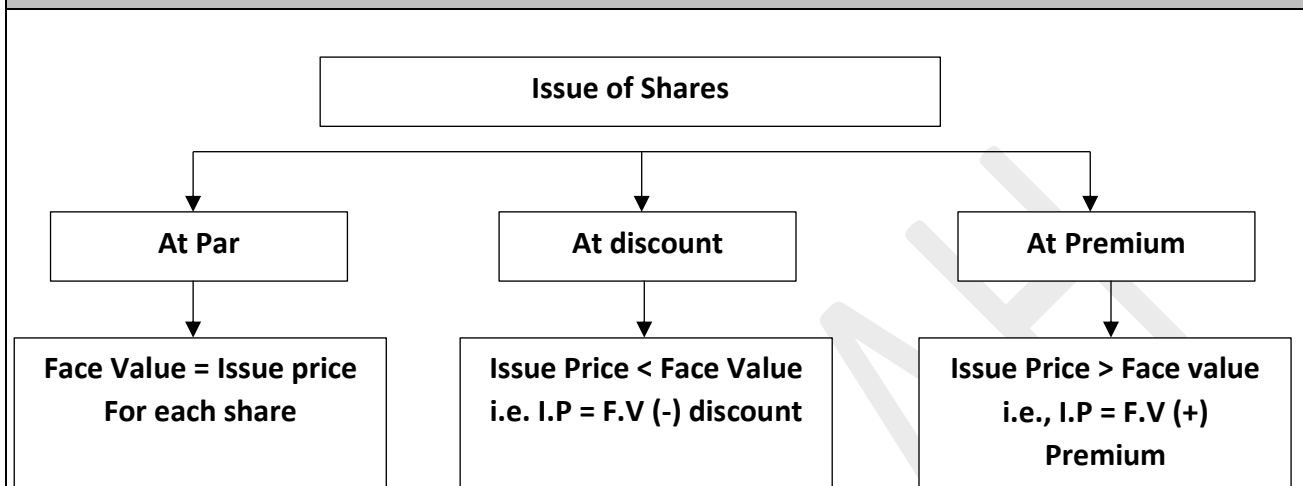 Issue of Shares
At Par
At discount
At Premium
Face Value = Issue price
For each share
Issue Price < Face Value
i.e. I.P = F.V (-) discount
Issue Price > Face value
i.e., I.P = F.V (+)
Premium